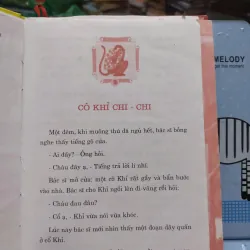 CÔ KHỈ CHI - CHI
Một đêm, khi muông thú đã ngủ hết, bác sĩ bỗng
nghe thấy tiếng gõ cửa.
- Ai đấy? - Ông hỏi.
- Cháu đây ạ. - Tiếng trả lời lí nhí.
Bác sĩ mở cửa: một cô Khỉ tôi gầy và bẩn bước
vào nhà. Bác sĩ cho Khỉ ngồi lên đi-văng rồi hỏi:
- Cháu đau đâu?
- Cổ ạ. - Khỉ vừa nói vừa khóc.
Lúc này bác sĩ mới nhìn thấy một đoạn dây quấn
ở cổ Khỉ.
MELODY